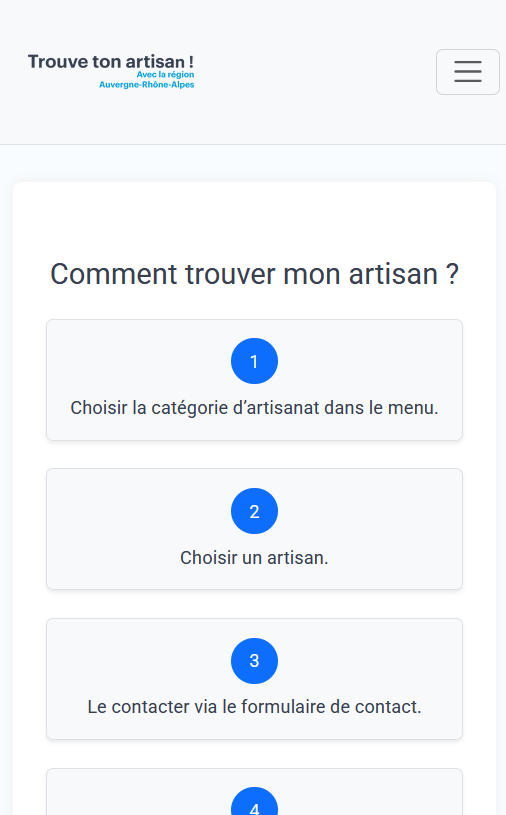 Trouve ton artisan !
Avec la région
Auvergne-Rhône-Alpes
Comment trouver mon artisan ?
1
Choisir la catégorie d’artisanat dans le menu.
2
Choisir un artisan.
3
Le contacter via le formulaire de contact.
4